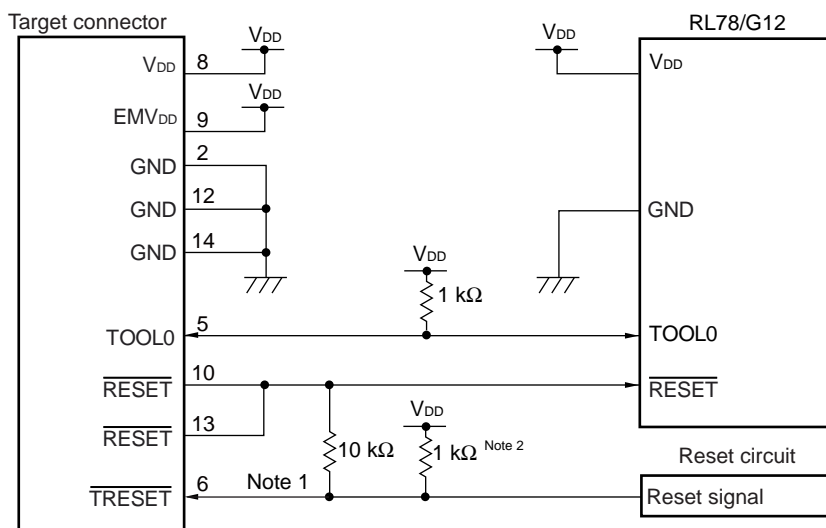 Target connector
RL78/G12
VDD
8
VDD
VDD
VDD
EMVDD
9
VDD
GND
2
GND
12
GND
14
GND
VDD
1 kΩ
TOOL0
5
TOOL0
RESET
10
RESET
RESET
13
VDD
10 kΩ
1 kΩ Note 2
Reset circuit
TRESET
6
Note 1
Reset signal